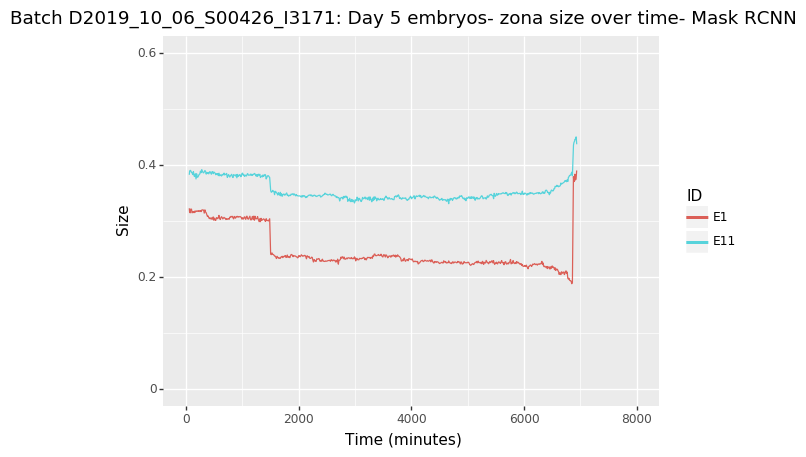 Batch D2019_10_06_S00426_I3171: Day 5 embryos- zona size over time- Mask RCNN
0.6
0.4
0.2
0
Size
0 2000 4000 6000 8000
Time (minutes)
ID
E1
E11